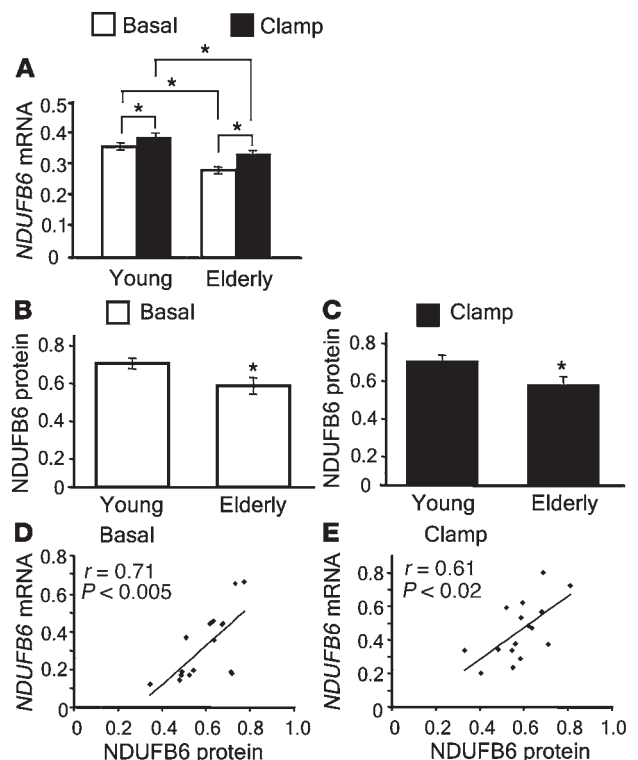 Basal Clamp
A
*
*
* *
NDUFB6 mRNA
0.5
0.4
0.3
0.2
0.1
0
Young Elderly
B Basal
NDUFB6 protein
0.8
0.6
0.4
0.2
0
*
Young Elderly
C Clamp
NDUFB6 protein
0.8
0.6
0.4
0.2
0
*
Young Elderly
D Basal
NDUFB6 mRNA
r = 0.71
P < 0.005
0.8
0.6
0.4
0.2
0
0 0.2 0.4 0.6 0.8 1.0
NDUFB6 protein
E Clamp
NDUFB6 mRNA
r = 0.61
P < 0.02
0.8
0.6
0.4
0.2
0
0 0.2 0.4 0.6 0.8 1.0
NDUFB6 protein